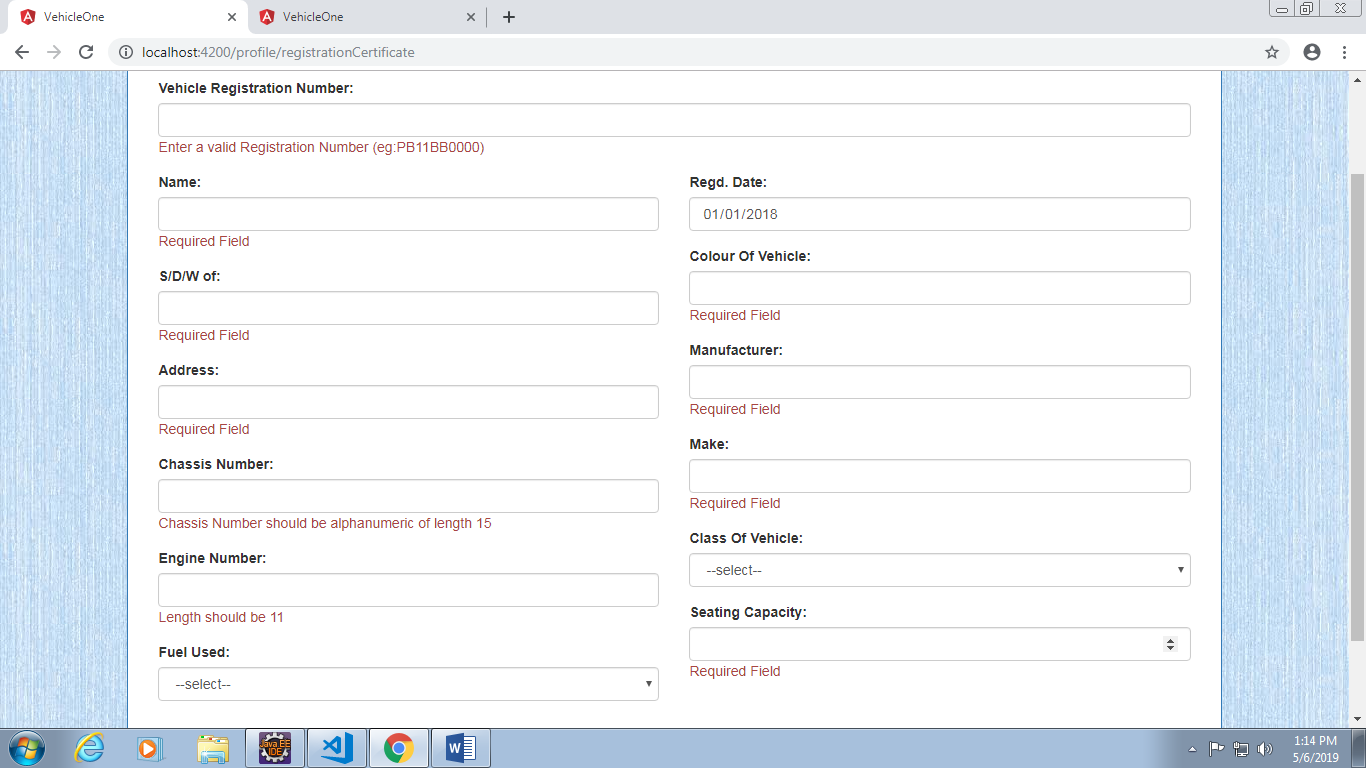 VehicleOne
VehicleOne
localhost:4200/profile/registrationCertificate
Vehicle Registration Number:
Enter a valid Registration Number (eg:PB11BB0000)
Name:
Required Field
S/D/W of:
Required Field
Address:
Required Field
Chassis Number:
Chassis Number should be alphanumeric of length 15
Engine Number:
Length should be 11
Fuel Used:
--select--
Regd. Date:
01/01/2018
Colour Of Vehicle:
Required Field
Manufacturer:
Required Field
Make:
Required Field
Class Of Vehicle:
--select--
Seating Capacity:
Required Field
Java EE
IDE
1:14 PM
5/6/2019